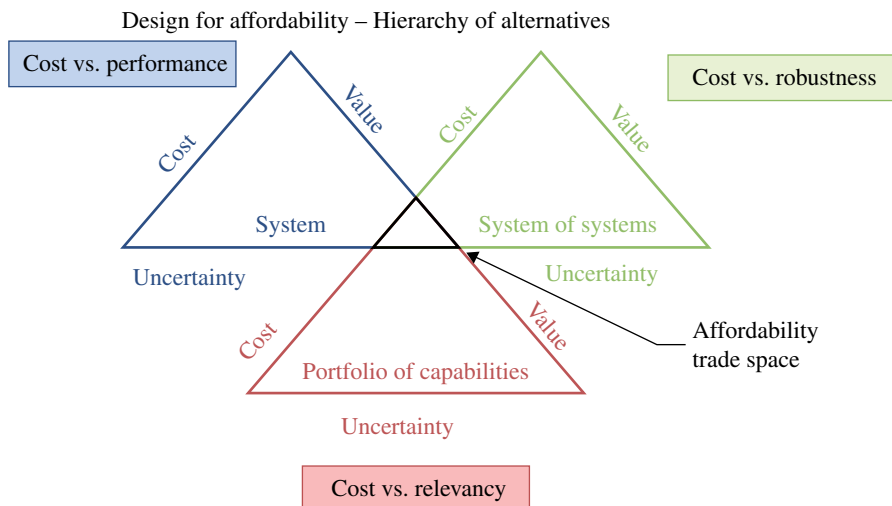 Design for affordability – Hierarchy of alternatives
Cost vs. performance
Cost vs. robustness
Cost
Value
Cost
Value
System
System of systems
Uncertainty
Uncertainty
Cost
Value
Affordability
trade space
Portfolio of capabilities
Uncertainty
Cost vs. relevancy